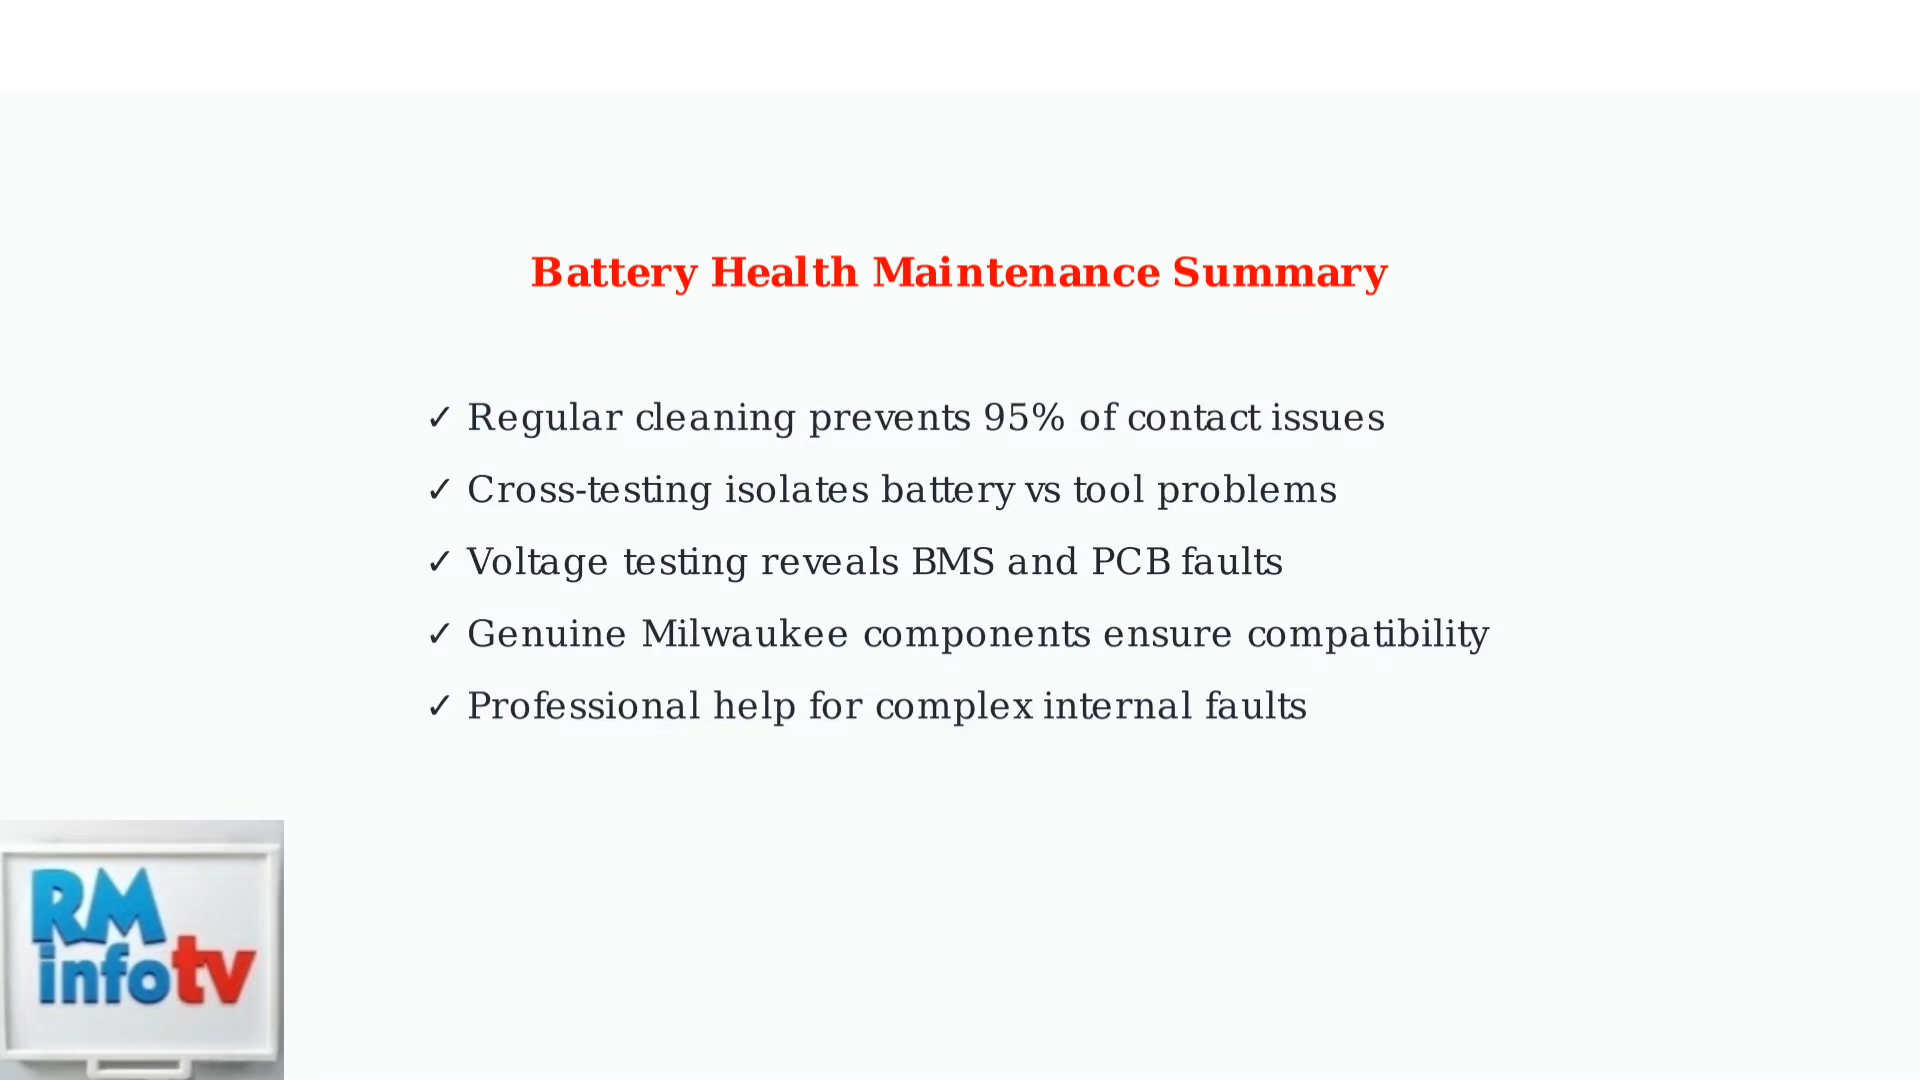 Battery Health Maintenance Summary
✓ Regular cleaning prevents 95% of contact issues
✓ Cross-testing isolates battery vs tool problems
✓ Voltage testing reveals BMS and PCB faults
✓ Genuine Milwaukee components ensure compatibility
✓ Professional help for complex internal faults
RM
infotv